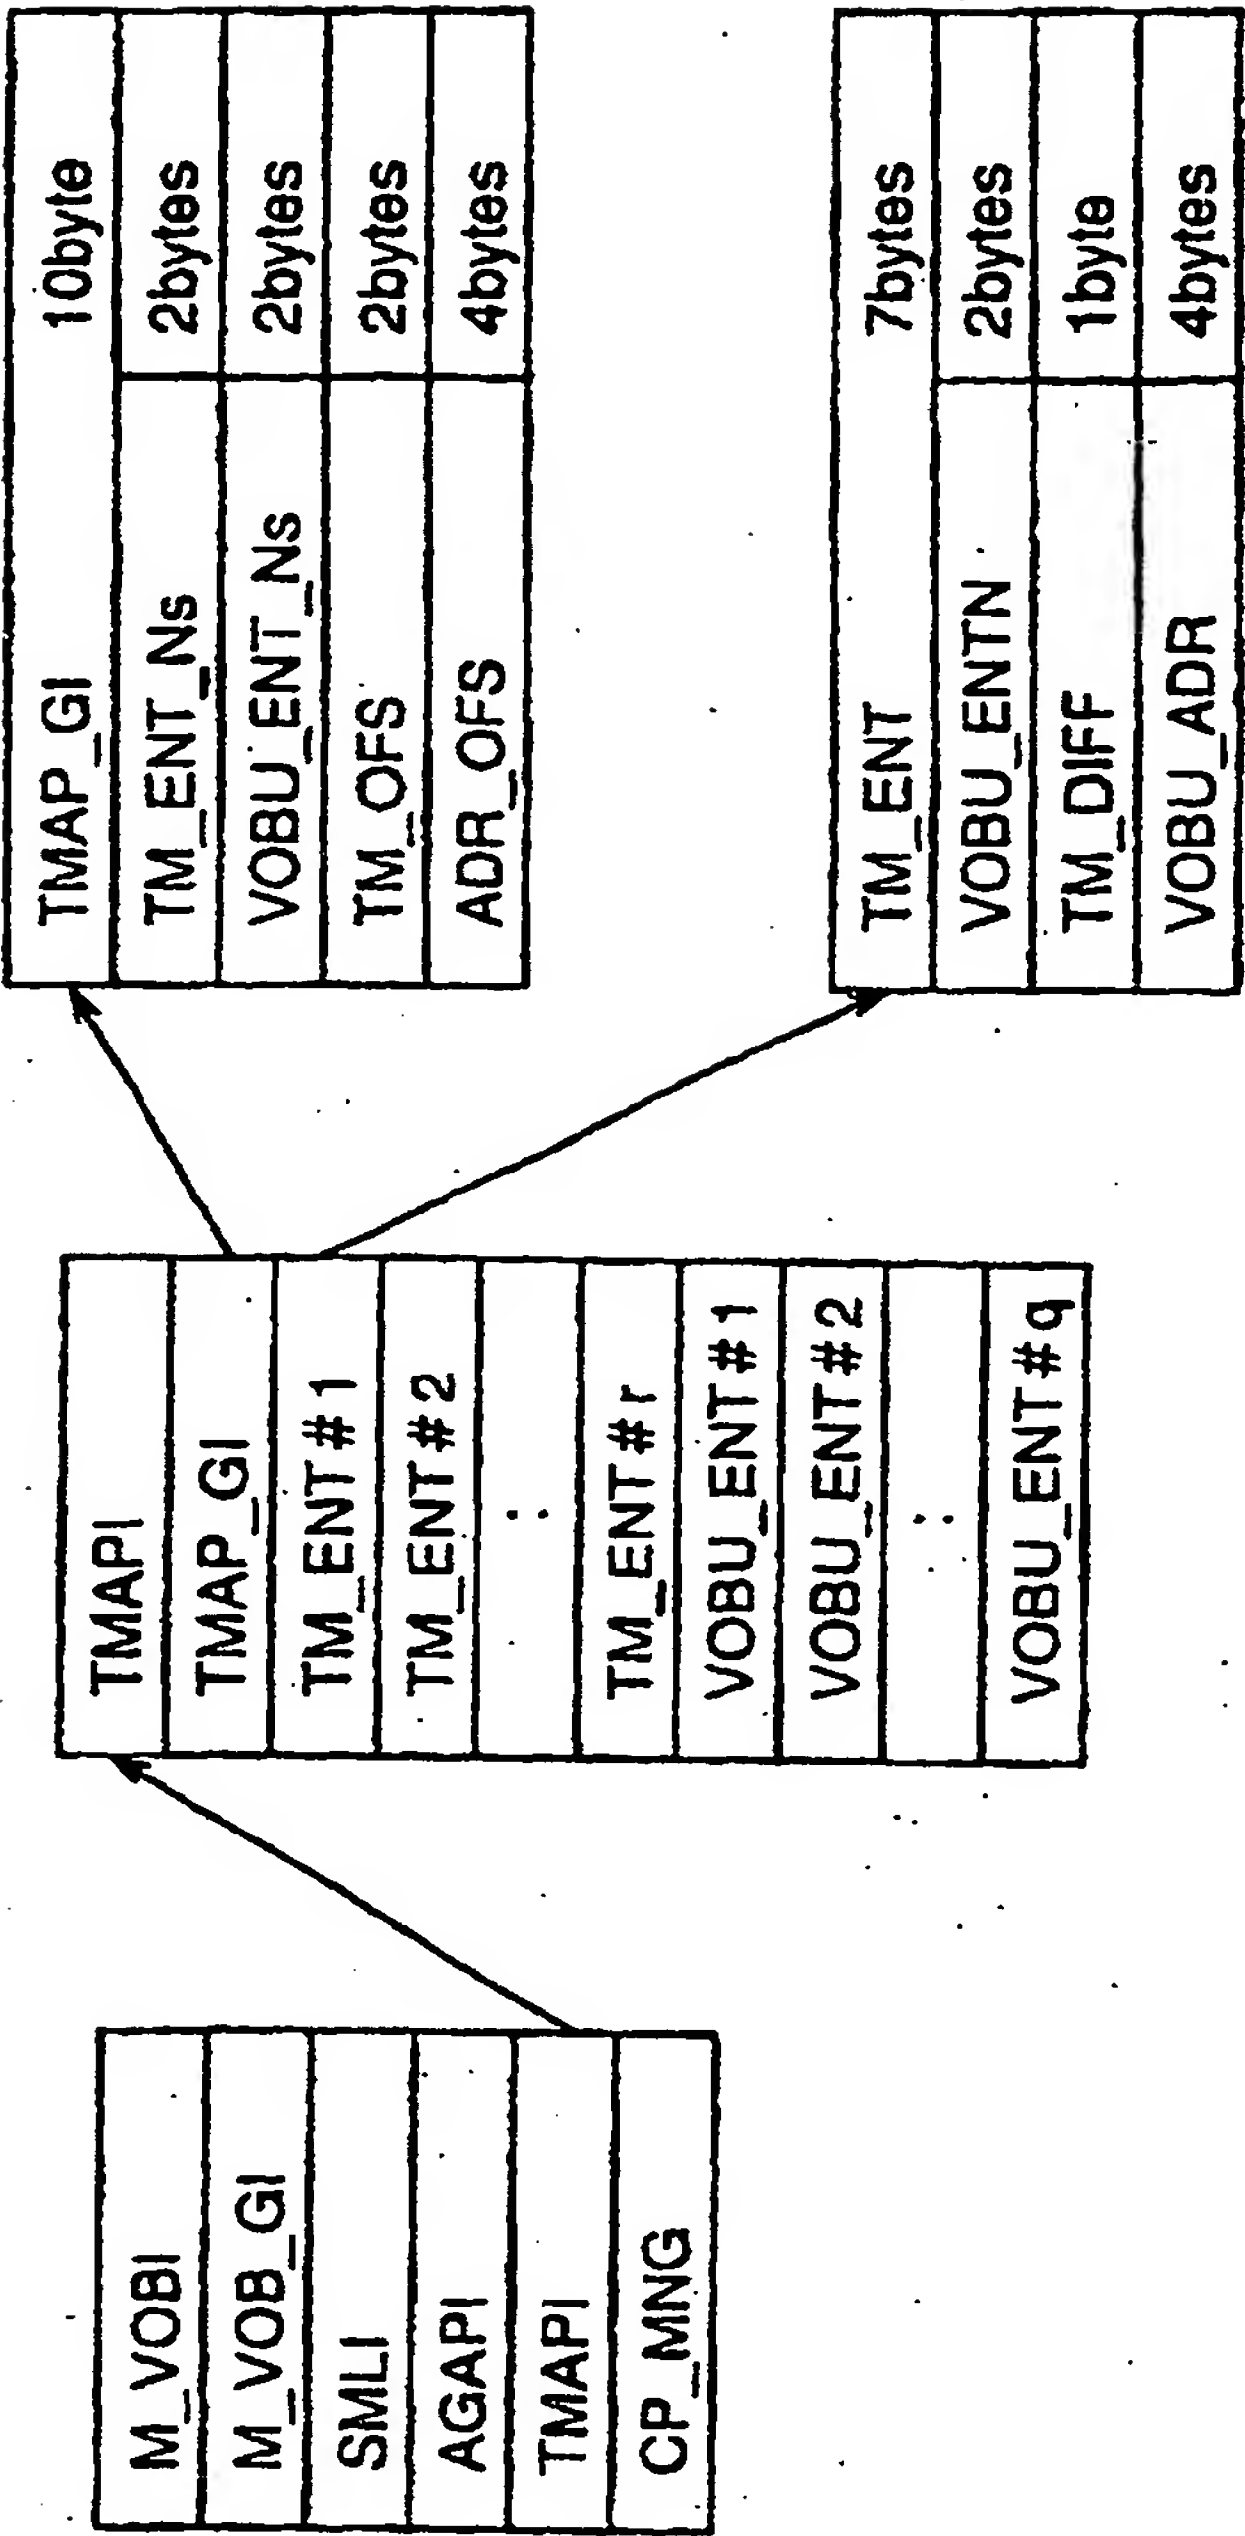 M_VOBI
M_VOB_GI
SMLI
AGAPI
TMAPI
CP_MNG
TMAPI
TMAP_GI
TM_ENT#1
TM_ENT#2
TM_ENT#r
VOBU_ENT#1
VOBU_ENT#2
VOBU_ENT#q
TMAP_GI 10byte
TM_ENT_Ns 2bytes
VOBU_ENT_Ns 2bytes
TM_OFS 2bytes
ADR_OFS 4bytes
TM_ENT 7bytes
VOBU_ENTN 2bytes
TM_DIFF 1byte
VOBU_ADR 4bytes